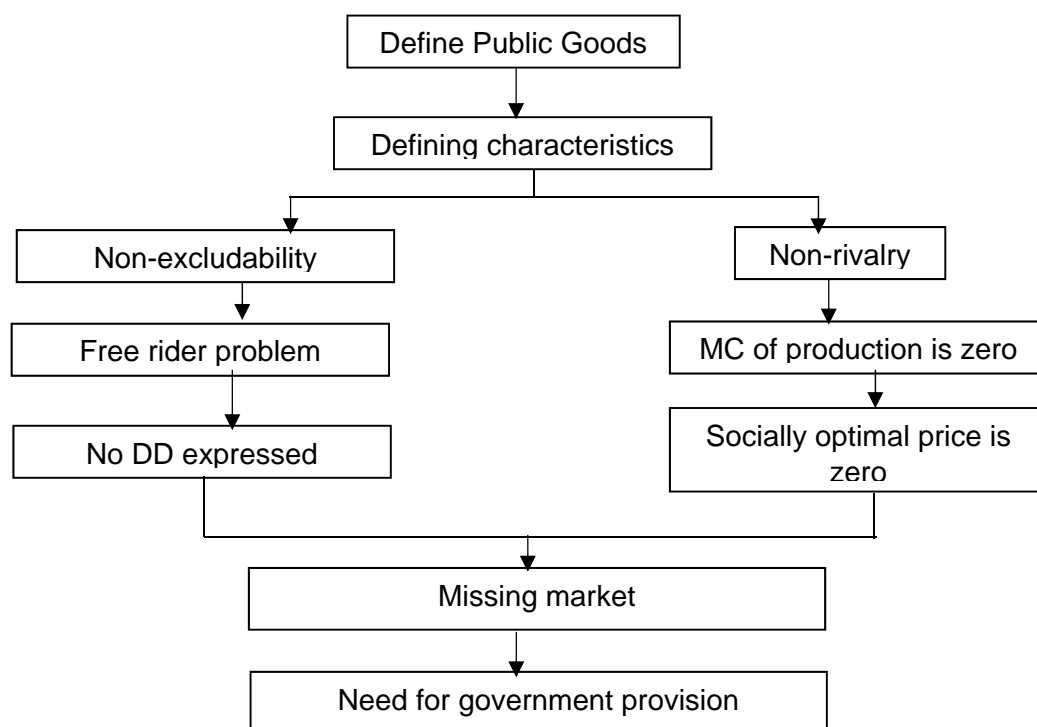 Define Public Goods
Defining characteristics
Non-excludability
Non-rivalry
Free rider problem
MC of production is zero
No DD expressed
Socially optimal price is
zero
Missing market
Need for government provision